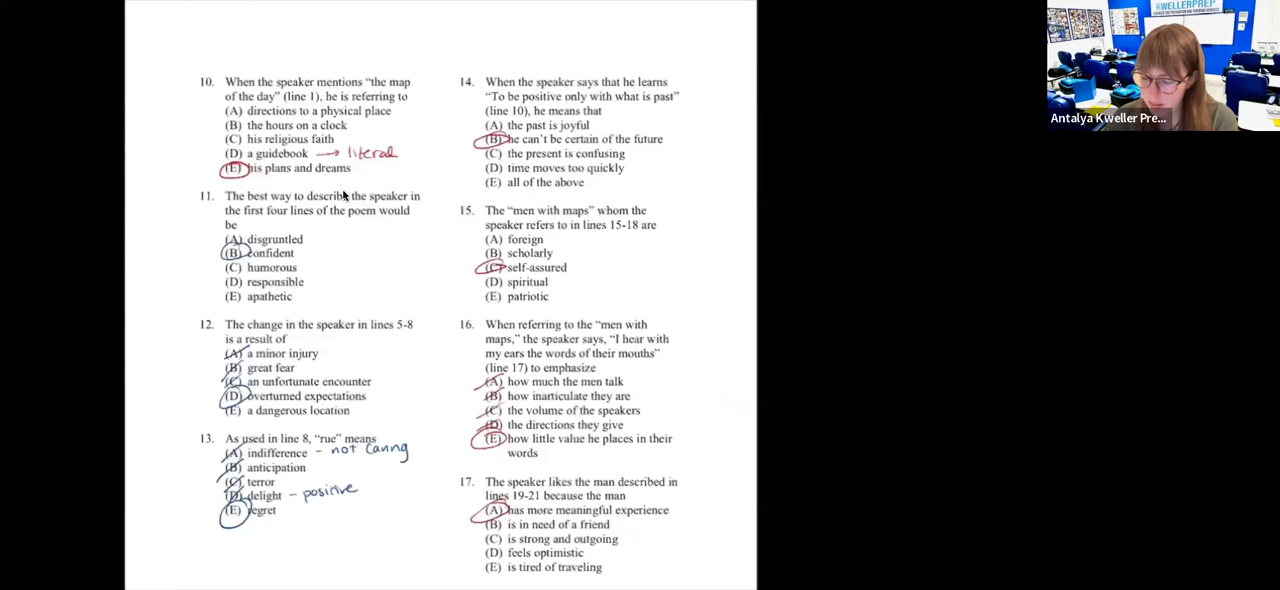 10. When the speaker mentions “the map
of the day” (line 1), he is referring to
(A) directions to a physical place
(B) the hours on a clock
(C) his religious faith
(D) a guidebook → literal
(E) his plans and dreams
11. The best way to describe the speaker in
the first four lines of the poem would
be
(A) disgruntled
(B) confident
(C) humorous
(D) responsible
(E) apathetic
12. The change in the speaker in lines 5-8
is a result of
(A) a minor injury
(B) great fear
(C) an unfortunate encounter
(D) overturned expectations
(E) a dangerous location
13. As used in line 8, “rue” means
(A) indifference - not caring
(B) anticipation
(C) terror
(D) delight - positive
(E) regret
14. When the speaker says that he learns
“To be positive only with what is past”
(line 10), he means that
(A) the past is joyful
(B) he can’t be certain of the future
(C) the present is confusing
(D) time moves too quickly
(E) all of the above
15. The “men with maps” whom the
speaker refers to in lines 15-18 are
(A) foreign
(B) scholarly
(C) self-assured
(D) spiritual
(E) patriotic
16. When referring to the “men with
maps,” the speaker says, “I hear with
my ears the words of their mouths”
(line 17) to emphasize
(A) how much the men talk
(B) how inarticulate they are
(C) the volume of the speakers
(D) the directions they give
(E) how little value he places in their
words
17. The speaker likes the man described in
lines 19-21 because the man
(A) has more meaningful experience
(B) is in need of a friend
(C) is strong and outgoing
(D) feels optimistic
(E) is tired of traveling
KWELLERPREP
Antalya Kweller Pre...